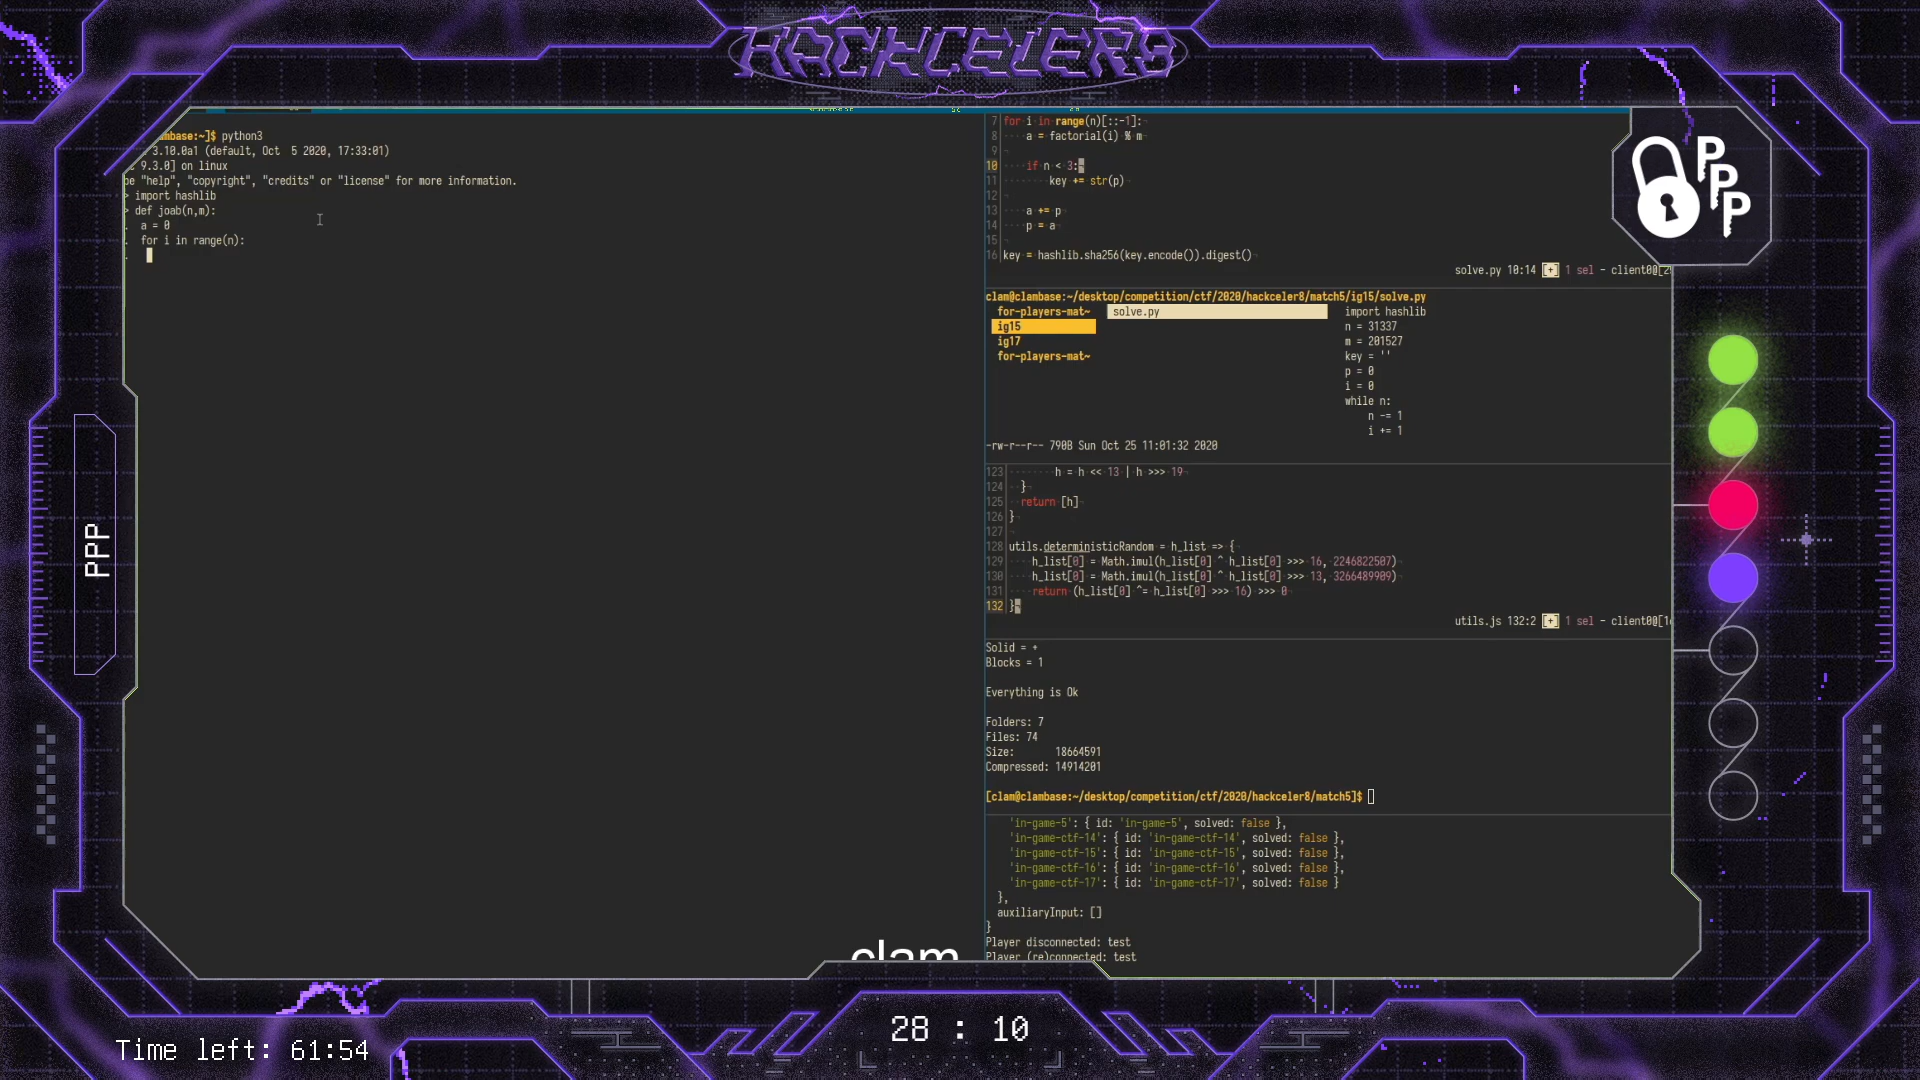 HACKCELER8
mbase:~]$ python3
3.10.0a1 (default, Oct  5 2020, 17:33:01)
9.3.0] on linux
"help", "copyright", "credits" or "license" for more information.
> import hashlib
> def joab(n,m):
.  a = 0
.  for i in range(n):
.
7 for i in range(n)[::-1]:
8     a = factorial(i) % m
9
10     if n < 3:
11         key += str(p)
12
13     a += p
14     p = a
15
16 key = hashlib.sha256(key.encode()).digest()
solve.py 10:14 [+] 1 sel - client0@[2
clam@clambase:~/desktop/competition/ctf/2020/hackceler8/match5/ig15/solve.py
for-players-mat~ solve.py import hashlib
ig15 n = 31337
ig17 m = 201527
for-players-mat~ key = ''
p = 0
i = 0
while n:
n -= 1
i += 1
-rw-r--r-- 790B Sun Oct 25 11:01:32 2020
123         h = h << 13 | h >>> 19
124   }
125   return [h]
126 }
127
128 utils.deterministicRandom = h_list => {
129     h_list[0] = Math.imul(h_list[0] ^ h_list[0] >>> 16, 2246822507)
130     h_list[0] = Math.imul(h_list[0] ^ h_list[0] >>> 13, 3266489909)
131     return (h_list[0] ^= h_list[0] >>> 16) >>> 0
132 }
utils.js 132:2 [+] 1 sel - client0@[1
Solid = +
Blocks = 1
Everything is Ok
Folders: 7
Files: 74
Size:       18664591
Compressed: 14914201
[clam@clambase:~/desktop/competition/ctf/2020/hackceler8/match5]$
'in-game-5': { id: 'in-game-5', solved: false },
'in-game-ctf-14': { id: 'in-game-ctf-14', solved: false },
'in-game-ctf-15': { id: 'in-game-ctf-15', solved: false },
'in-game-ctf-16': { id: 'in-game-ctf-16', solved: false },
'in-game-ctf-17': { id: 'in-game-ctf-17', solved: false }
},
auxiliaryInput: []
}
Player disconnected: test
Player (re)connected: test
PPP
PPP
clam
28 : 10
Time left: 61:54